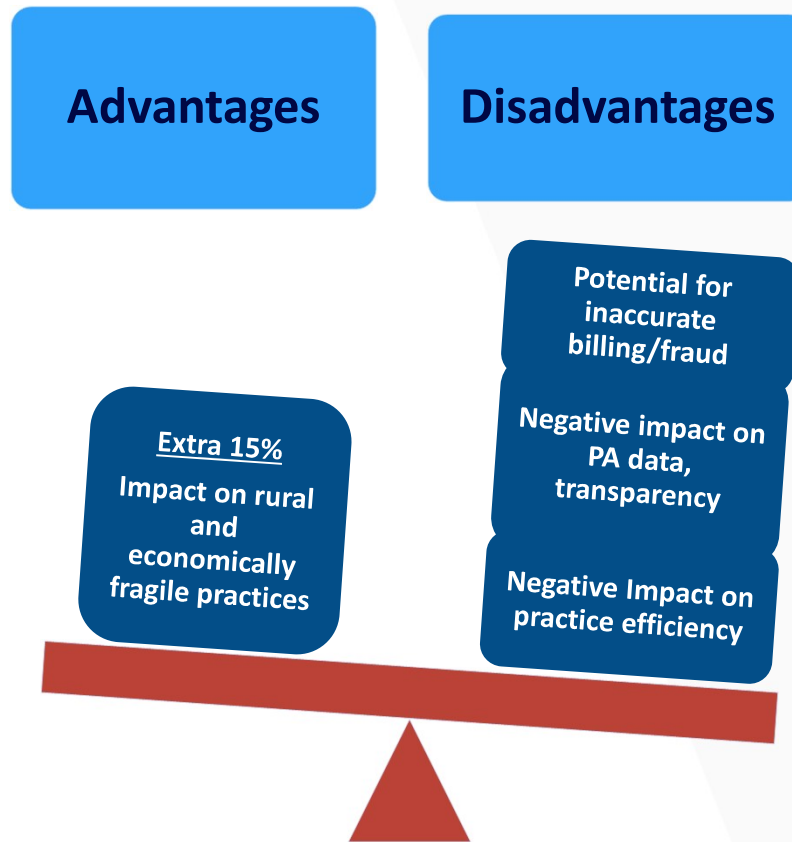 Advantages
Disadvantages
Extra 15%
Impact on rural
and
economically
fragile practices
Potential for
inaccurate
billing/fraud
Negative impact on
PA data,
transparency
Negative Impact on
practice efficiency